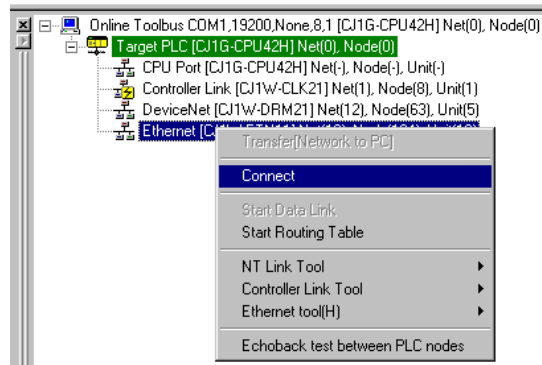 Online Toolbus COM1,19200,None,8,1 [CJ1G-CPU42H] Net(0), Node(0)
Target PLC [CJ1G-CPU42H] Net(0), Node(0)
CPU Port [CJ1G-CPU42H] Net(-), Node(-), Unit(-)
Controller Link [CJ1W-CLK21] Net(1), Node(8), Unit(1)
DeviceNet [CJ1W-DRM21] Net(12), Node(63), Unit(5)
Ethernet
Transfer[Network to PC]
Connect
Start Data Link
Start Routing Table
NT Link Tool
Controller Link Tool
Ethernet tool(H)
Echoback test between PLC nodes